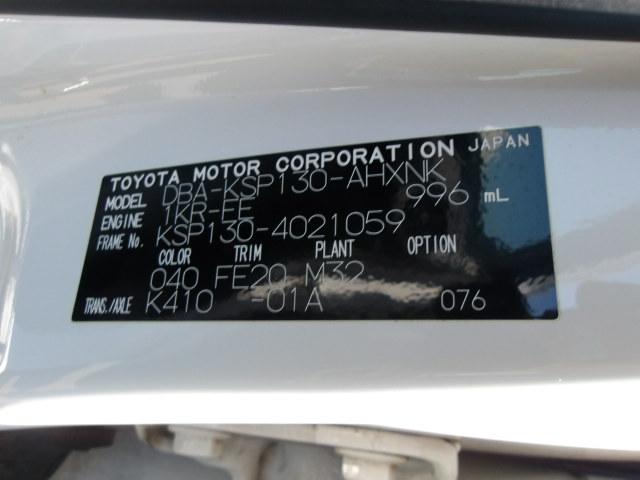 TOYOTA MOTOR CORPORATION JAPAN
MODEL DBA-KSP130-AHXNK
ENGINE 1KR-FE 996 mL
FRAME No. KSP130-4021059
COLOR TRIM PLANT OPTION
040 FE20 M32
TRANS./AXLE K410 -01A 076